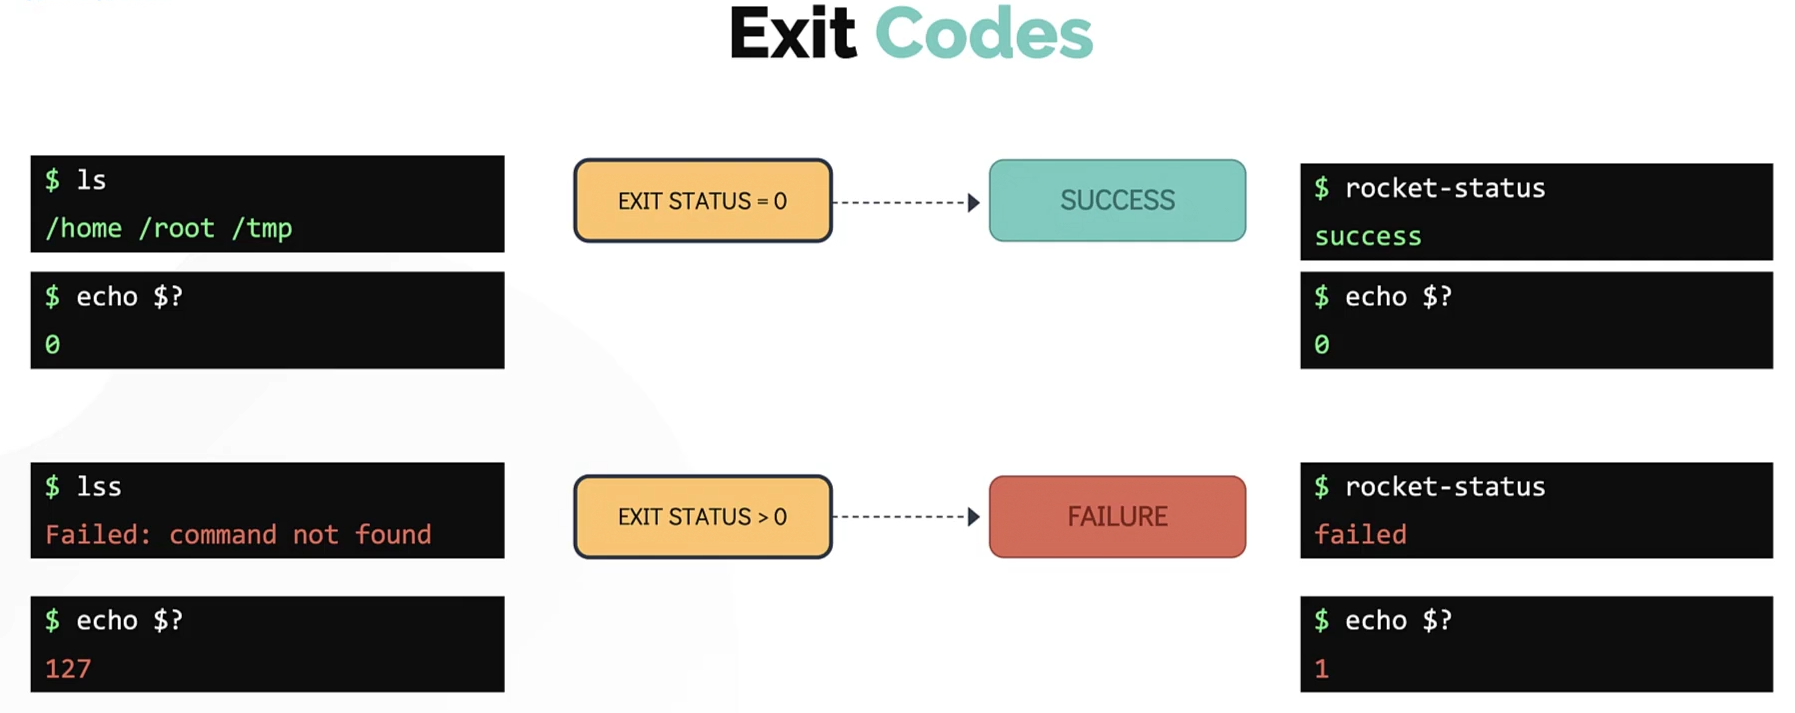 Exit Codes
$ ls
/home /root /tmp
$ echo $?
0
EXIT STATUS = 0
SUCCESS
$ rocket-status
success
$ echo $?
0
$ lss
Failed: command not found
$ echo $?
127
EXIT STATUS > 0
FAILURE
$ rocket-status
failed
$ echo $?
1